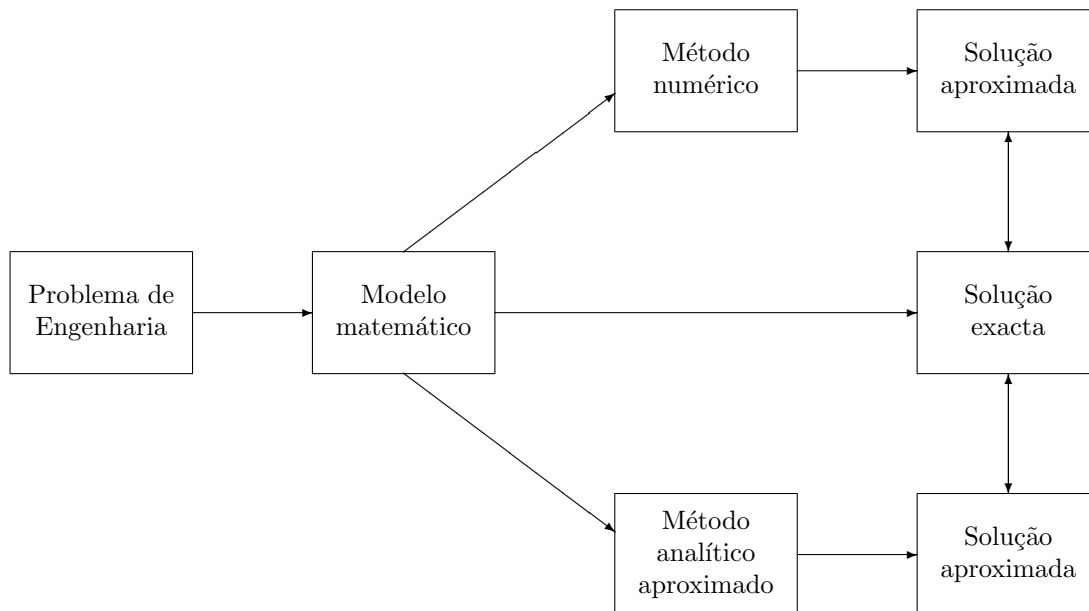 Método
numérico
Solução
aproximada
Problema de
Engenharia
Modelo
matemático
Solução
exacta
Método
analítico
aproximado
Solução
aproximada